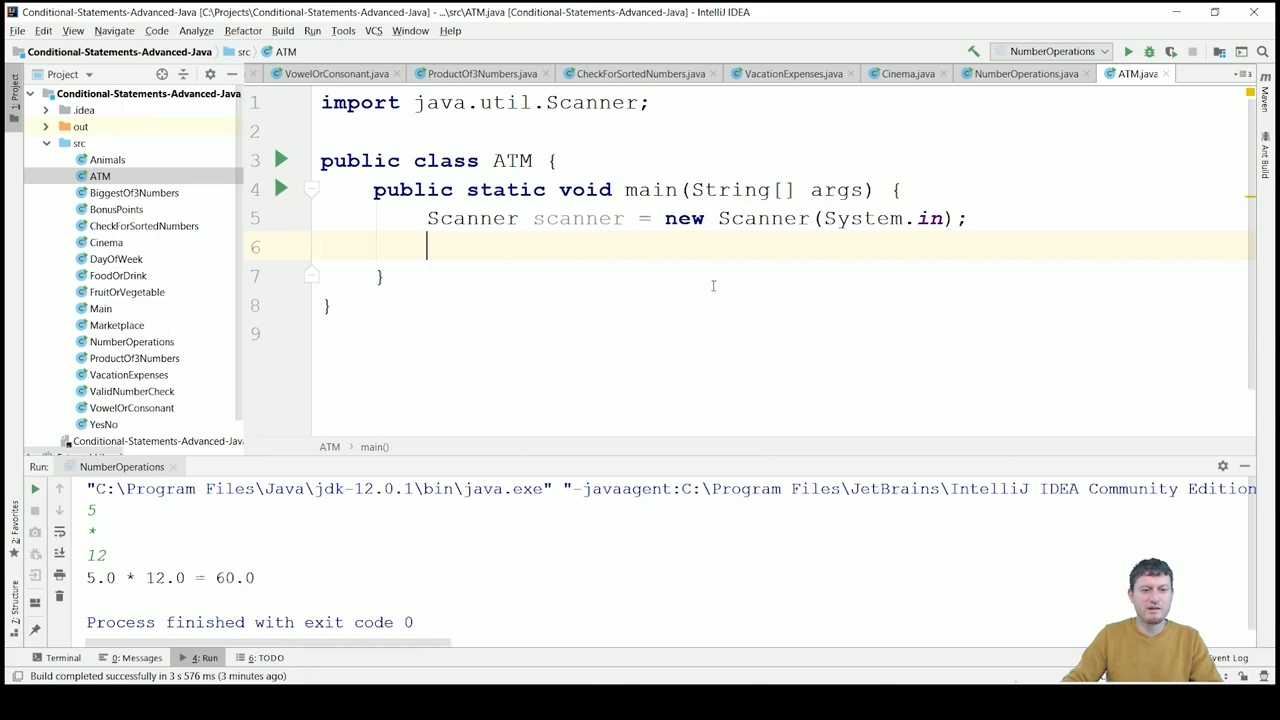 Conditional-Statements-Advanced-Java [C:\Projects\Conditional-Statements-Advanced-Java] - ...\src\ATM.java [Conditional-Statements-Advanced-Java] - IntelliJ IDEA
File Edit View Navigate Code Analyze Refactor Build Run Tools VCS Window Help
Conditional-Statements-Advanced-Java src ATM NumberOperations
Project VowelOrConsonant.java ProductOf3Numbers.java CheckForSortedNumbers.java VacationExpenses.java Cinema.java NumberOperations.java ATM.java
1: Project
Maven
Ant Build
Conditional-Statements-Advanced-Java
.idea
out
src
Animals
ATM
BiggestOf3Numbers
BonusPoints
CheckForSortedNumbers
Cinema
DayOfWeek
FoodOrDrink
FruitOrVegetable
Main
Marketplace
NumberOperations
ProductOf3Numbers
VacationExpenses
ValidNumberCheck
VowelOrConsonant
YesNo
Conditional-Statements-Advanced-Java
1 import java.util.Scanner;
2
3 public class ATM {
4 public static void main(String[] args) {
5 Scanner scanner = new Scanner(System.in);
6
7 }
8 }
9
ATM main()
Run: NumberOperations
"C:\Program Files\Java\jdk-12.0.1\bin\java.exe" "-javaagent:C:\Program Files\JetBrains\IntelliJ IDEA Community Edition
5
*
12
5.0 * 12.0 = 60.0
Process finished with exit code 0
2: Favorites
Z: Structure
Terminal 0: Messages 4: Run 6: TODO Event Log
Build completed successfully in 3 s 576 ms (3 minutes ago)